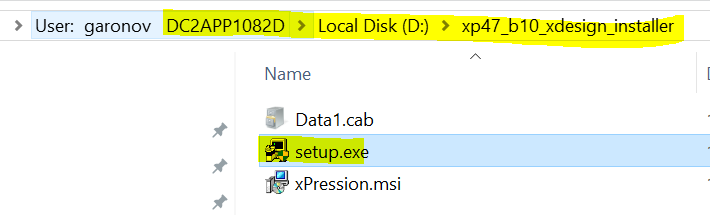 User: garonov DC2APP1082D Local Disk (D:) xp47_b10_xdesign_installer
Name
Data1.cab
setup.exe
xPression.msi